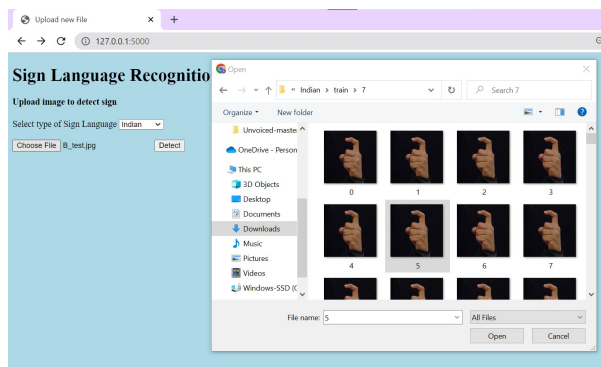 Upload new File
127.0.0.1:5000
Sign Language Recognitio
Upload image to detect sign
Select type of Sign Language Indian
Choose File B_test.jpg Detect
Open
« Indian › train › 7
Search 7
Organize New folder
Unvoiced-maste
OneDrive - Person
This PC
3D Objects
Desktop
Documents
Downloads
Music
Pictures
Videos
Windows-SSD (C
0 1 2 3
4 5 6 7
File name: 5 All Files
Open Cancel